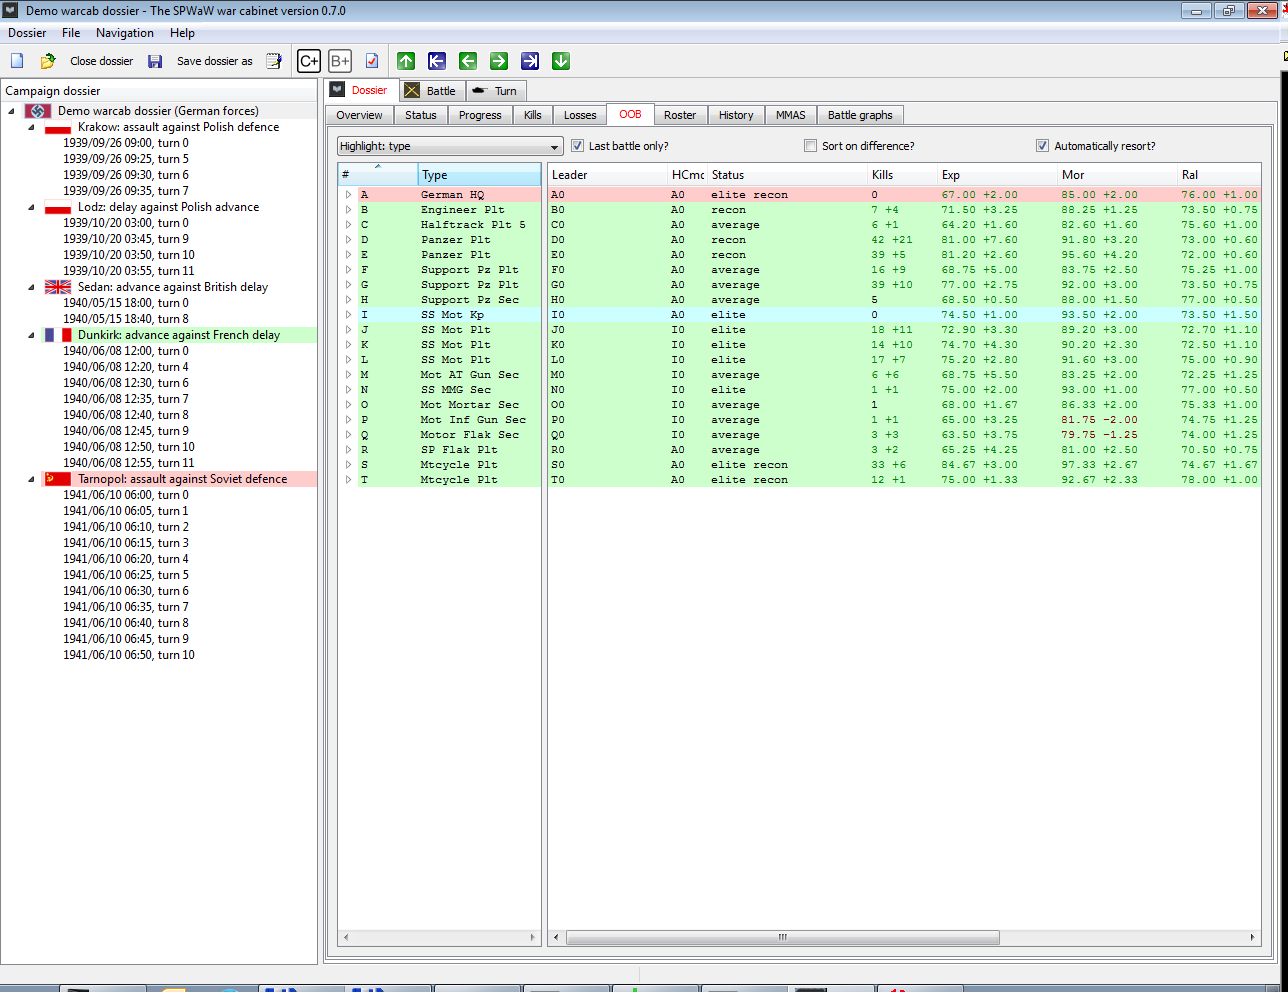 Demo warcab dossier - The SPWaW war cabinet version 0.7.0
Dossier File Navigation Help
Close dossier Save dossier as C+ B+
Campaign dossier
Demo warcab dossier (German forces)
Krakow: assault against Polish defence
1939/09/26 09:00, turn 0
1939/09/26 09:25, turn 5
1939/09/26 09:30, turn 6
1939/09/26 09:35, turn 7
Lodz: delay against Polish advance
1939/10/20 03:00, turn 0
1939/10/20 03:45, turn 9
1939/10/20 03:50, turn 10
1939/10/20 03:55, turn 11
Sedan: advance against British delay
1940/05/15 18:00, turn 0
1940/05/15 18:40, turn 8
Dunkirk: advance against French delay
1940/06/08 12:00, turn 0
1940/06/08 12:20, turn 4
1940/06/08 12:30, turn 6
1940/06/08 12:35, turn 7
1940/06/08 12:40, turn 8
1940/06/08 12:45, turn 9
1940/06/08 12:50, turn 10
1940/06/08 12:55, turn 11
Tarnopol: assault against Soviet defence
1941/06/10 06:00, turn 0
1941/06/10 06:05, turn 1
1941/06/10 06:10, turn 2
1941/06/10 06:15, turn 3
1941/06/10 06:20, turn 4
1941/06/10 06:25, turn 5
1941/06/10 06:30, turn 6
1941/06/10 06:35, turn 7
1941/06/10 06:40, turn 8
1941/06/10 06:45, turn 9
1941/06/10 06:50, turn 10
Dossier Battle Turn
Overview Status Progress Kills Losses OOB Roster History MMAS Battle graphs
Highlight: type Last battle only? Sort on difference? Automatically resort?
# Type Leader HCmc Status Kills Exp Mor Ral
A German HQ A0 A0 elite recon 0 67.00 +2.00 85.00 +2.00 76.00 +1.00
B Engineer Plt B0 A0 recon 7 +4 71.50 +3.25 88.25 +1.25 73.50 +0.75
C Halftrack Plt 5 C0 A0 average 6 +1 64.20 +1.60 82.60 +1.60 75.60 +1.00
D Panzer Plt D0 A0 recon 42 +21 81.00 +7.60 91.80 +3.20 73.00 +0.60
E Panzer Plt E0 A0 recon 39 +5 81.20 +2.60 95.60 +4.20 72.00 +0.60
F Support Pz Plt F0 A0 average 16 +9 68.75 +5.00 83.75 +2.50 75.25 +1.00
G Support Pz Plt G0 A0 average 39 +10 77.00 +2.75 92.00 +3.00 73.50 +0.75
H Support Pz Sec H0 A0 average 5 68.50 +0.50 88.00 +1.50 77.00 +0.50
I SS Mot Kp I0 A0 elite 0 74.50 +1.00 93.50 +2.00 73.50 +1.50
J SS Mot Plt J0 I0 elite 18 +11 72.90 +3.30 89.20 +3.00 72.70 +1.10
K SS Mot Plt K0 I0 elite 14 +10 74.70 +4.30 90.20 +2.30 72.50 +1.10
L SS Mot Plt L0 I0 elite 17 +7 75.20 +2.80 91.60 +3.00 75.00 +0.90
M Mot AT Gun Sec M0 I0 average 6 +6 68.75 +5.50 83.25 +2.00 72.25 +1.25
N SS MMG Sec N0 I0 elite 1 +1 75.00 +2.00 93.00 +1.00 77.00 +0.50
O Mot Mortar Sec O0 I0 average 1 68.00 +1.67 86.33 +2.00 75.33 +1.00
P Mot Inf Gun Sec P0 I0 average 1 +1 65.00 +3.25 81.75 -2.00 74.75 +1.25
Q Motor Flak Sec Q0 I0 average 3 +3 63.50 +3.75 79.75 -1.25 74.00 +1.25
R SP Flak Plt R0 A0 average 3 +2 65.25 +4.25 81.00 +2.50 70.50 +0.75
S Mtcycle Plt S0 A0 elite recon 33 +6 84.67 +3.00 97.33 +2.67 74.67 +1.67
T Mtcycle Plt T0 A0 elite recon 12 +1 75.00 +1.33 92.67 +2.33 78.00 +1.00